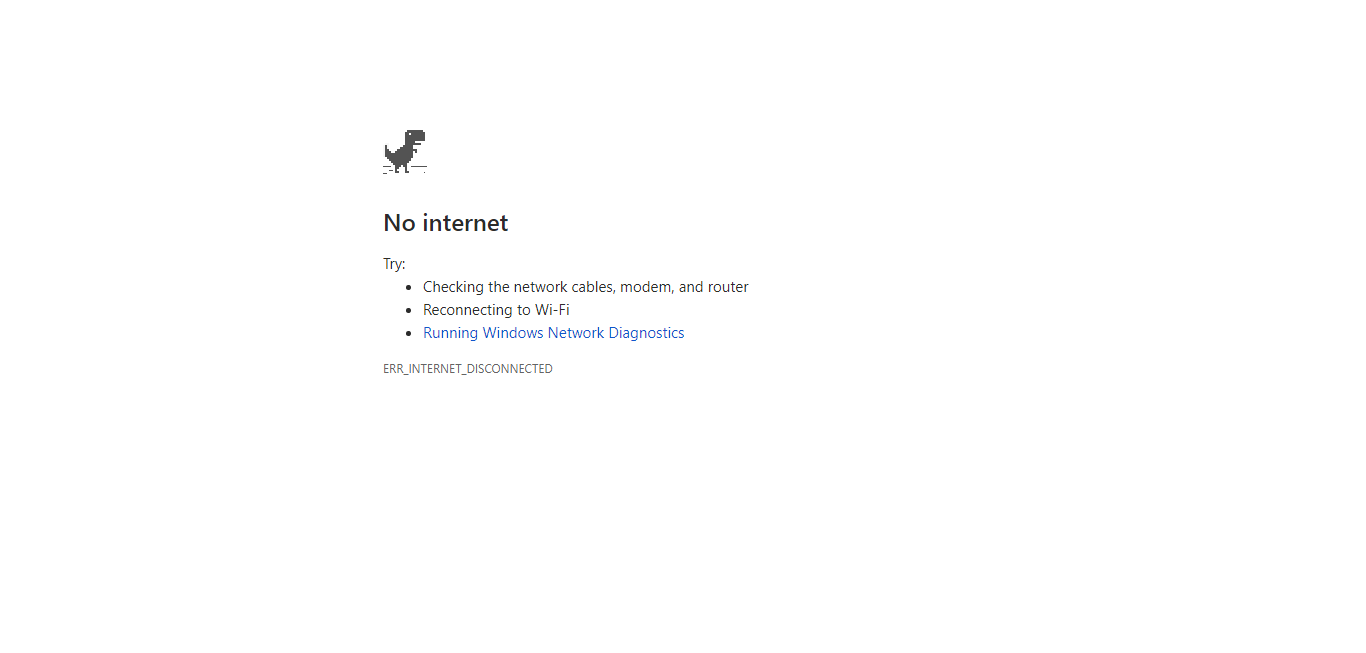 No internet
Try:
Checking the network cables, modem, and router
Reconnecting to Wi-Fi
Running Windows Network Diagnostics
ERR_INTERNET_DISCONNECTED